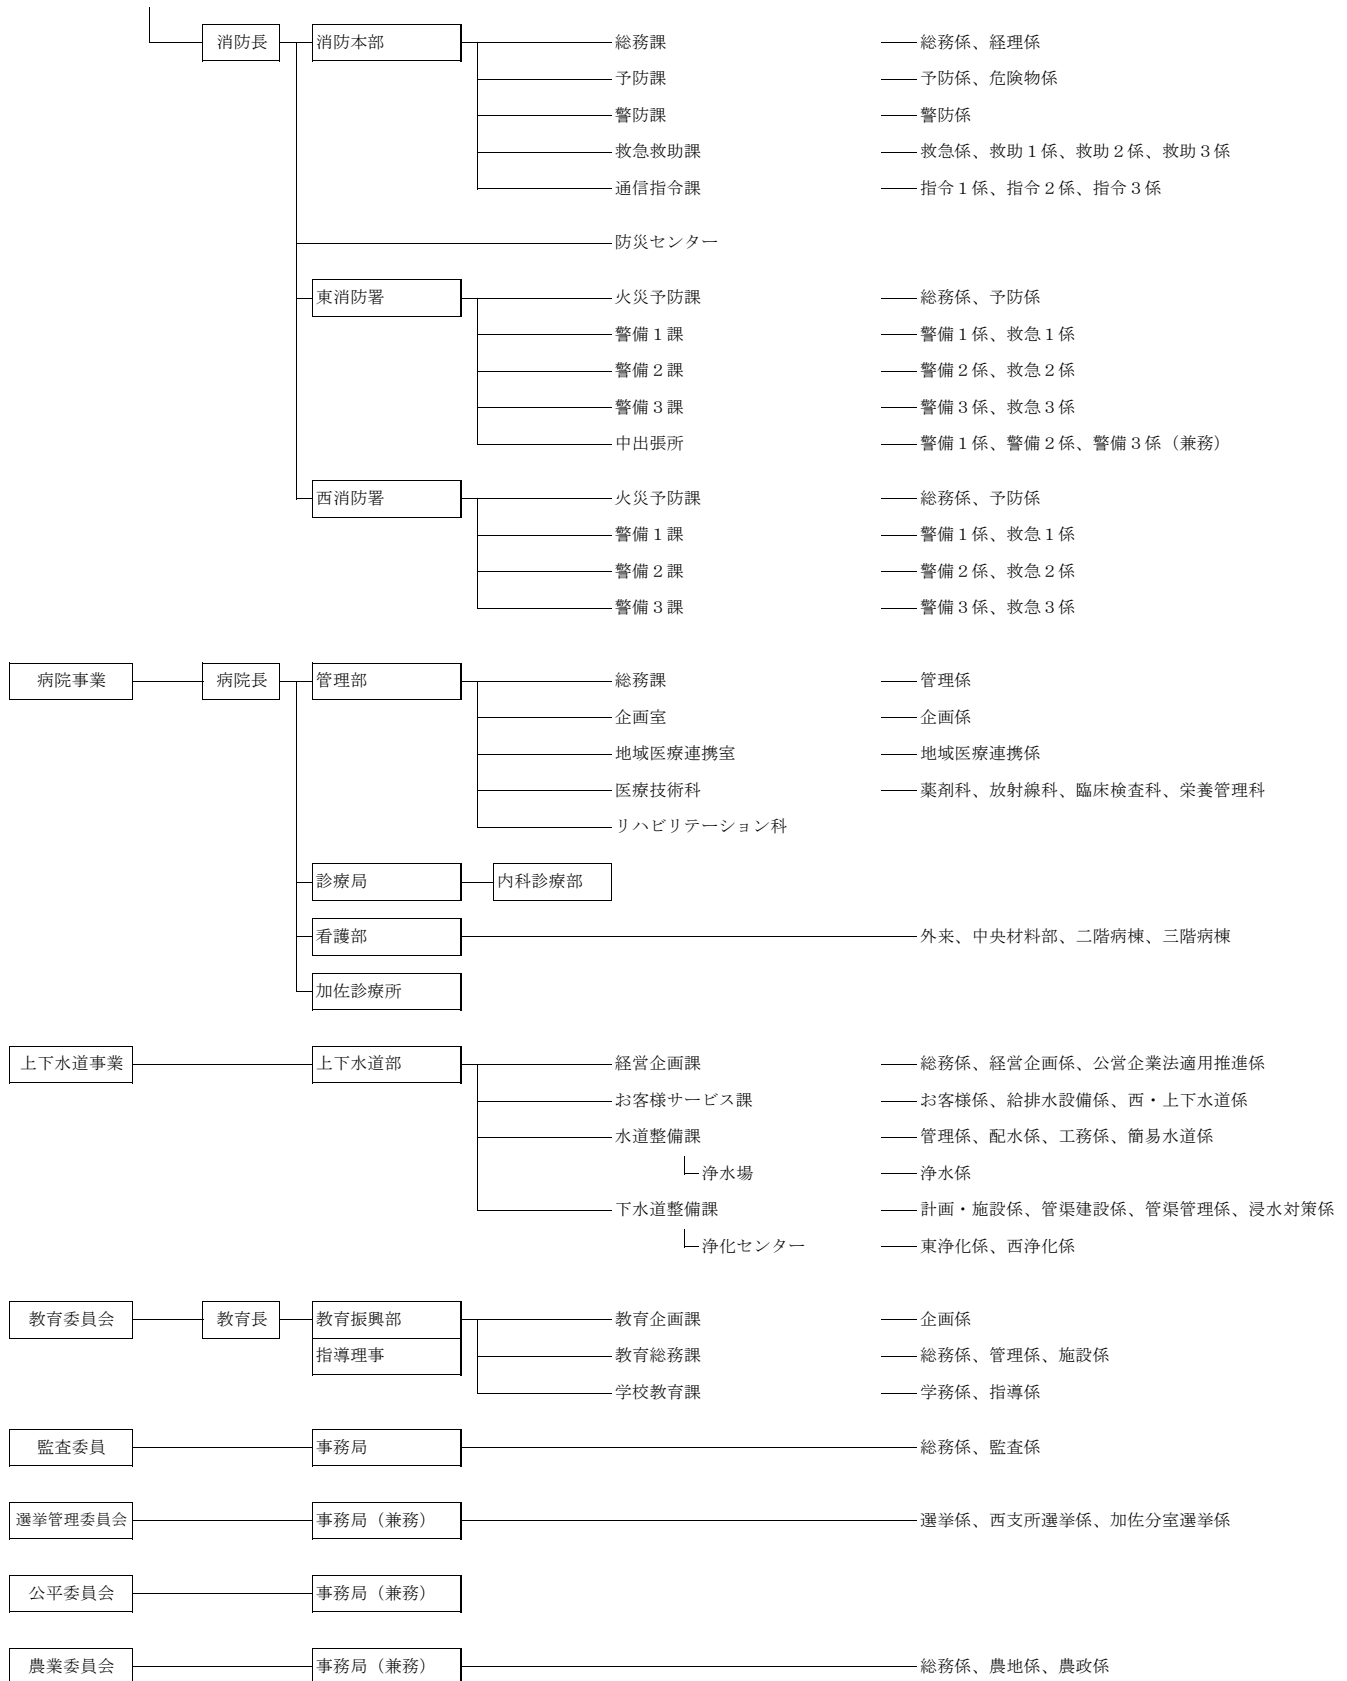 消防長 消防本部 総務課 総務係、経理係
予防課 予防係、危険物係
警防課 警防係
救急救助課 救急係、救助１係、救助２係、救助３係
通信指令課 指令１係、指令２係、指令３係
防災センター
東消防署 火災予防課 総務係、予防係
警備１課 警備１係、救急１係
警備２課 警備２係、救急２係
警備３課 警備３係、救急３係
中出張所 警備１係、警備２係、警備３係（兼務）
西消防署 火災予防課 総務係、予防係
警備１課 警備１係、救急１係
警備２課 警備２係、救急２係
警備３課 警備３係、救急３係
病院事業 病院長 管理部 総務課 管理係
企画室 企画係
地域医療連携室 地域医療連携係
医療技術科 薬剤科、放射線科、臨床検査科、栄養管理科
リハビリテーション科
診療局 内科診療部
看護部 外来、中央材料部、二階病棟、三階病棟
加佐診療所
上下水道事業 上下水道部 経営企画課 総務係、経営企画係、公営企業法適用推進係
お客様サービス課 お客様係、給排水設備係、西・上下水道係
水道整備課 管理係、配水係、工務係、簡易水道係
浄水場 浄水係
下水道整備課 計画・施設係、管渠建設係、管渠管理係、浸水対策係
浄化センター 東浄化係、西浄化係
教育委員会 教育長 教育振興部 教育企画課 企画係
指導理事 教育総務課 総務係、管理係、施設係
学校教育課 学務係、指導係
監査委員 事務局 総務係、監査係
選挙管理委員会 事務局（兼務） 選挙係、西支所選挙係、加佐分室選挙係
公平委員会 事務局（兼務）
農業委員会 事務局（兼務） 総務係、農地係、農政係